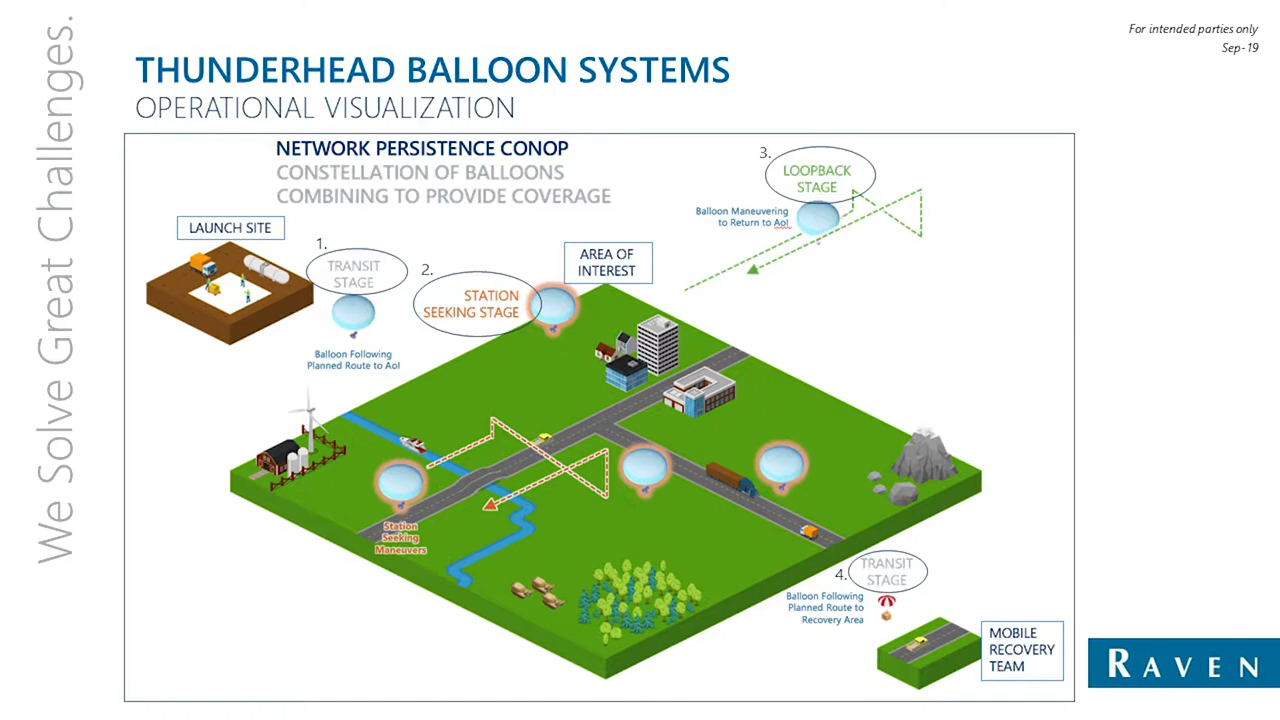 We Solve Great Challenges.
For intended parties only
Sep-19
THUNDERHEAD BALLOON SYSTEMS
OPERATIONAL VISUALIZATION
NETWORK PERSISTENCE CONOP
CONSTELLATION OF BALLOONS
COMBINING TO PROVIDE COVERAGE
LAUNCH SITE
1.
TRANSIT
STAGE
Balloon Following
Planned Route to AoI
2.
STATION
SEEKING STAGE
AREA OF
INTEREST
3.
LOOPBACK
STAGE
Balloon Maneuvering
to Return to AoI
Station
Seeking
Maneuvers
4.
TRANSIT
STAGE
Balloon Following
Planned Route to
Recovery Area
MOBILE
RECOVERY
TEAM
RAVEN